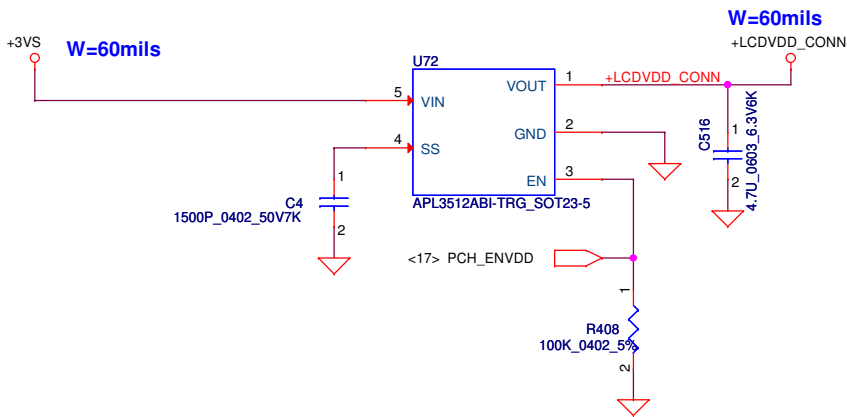 W=60mils
+3VS
W=60mils
+LCDVDD_CONN
U72
5
VIN
VOUT
1
+LCDVDD_CONN
4
SS
GND
2
EN
3
APL3512ABI-TRG_SOT23-5
1
C516
4.7U_0603_6.3V6K
2
1
C4
1500P_0402_50V7K
2
<17> PCH_ENVDD
1
R408
100K_0402_5%
2